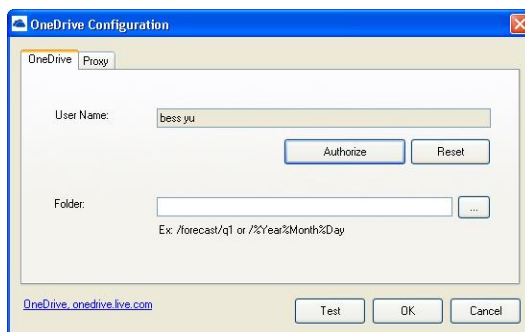 OneDrive Configuration
OneDrive Proxy
User Name: bess yu
Authorize Reset
Folder: ...
Ex: /forecast/q1 or /%Year%Month%Day
OneDrive, onedrive.live.com Test OK Cancel